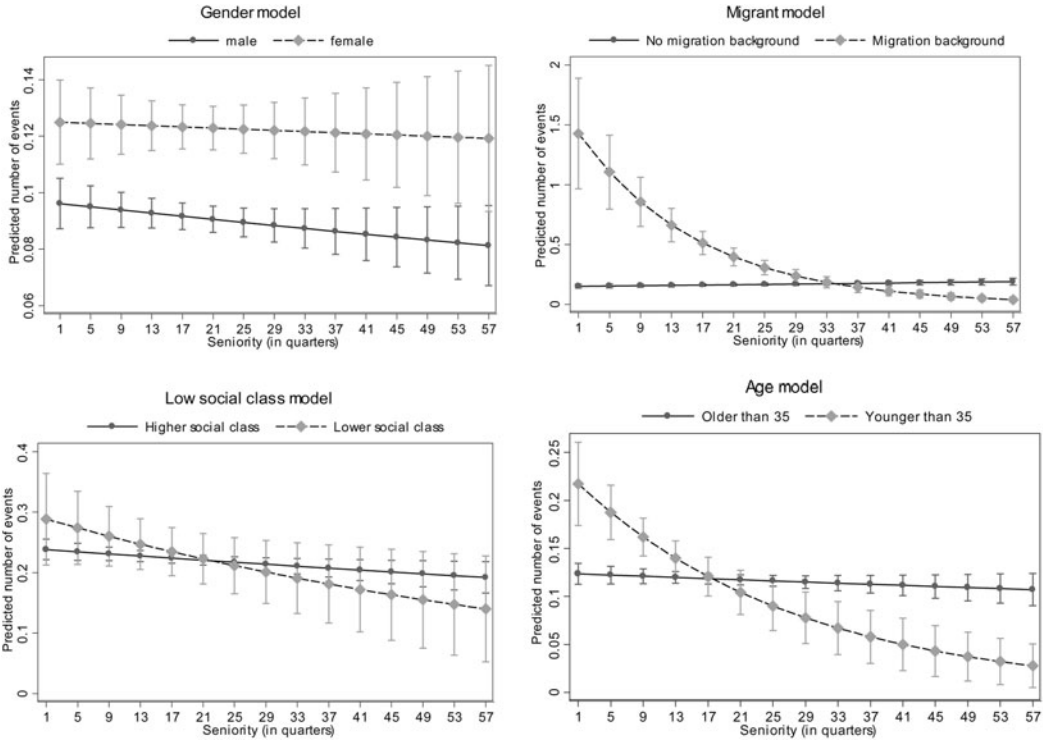 Gender model
male female
Predicted number of events
0.14
0.12
0.1
0.08
0.06
1 5 9 13 17 21 25 29 33 37 41 45 49 53 57
Seniority (in quarters)
Migrant model
No migration background Migration background
Predicted number of events
2
1.5
1
0.5
0
1 5 9 13 17 21 25 29 33 37 41 45 49 53 57
Seniority (in quarters)
Low social class model
Higher social class Lower social class
Predicted number of events
0.4
0.3
0.2
0.1
0
1 5 9 13 17 21 25 29 33 37 41 45 49 53 57
Seniority (in quarters)
Age model
Older than 35 Younger than 35
Predicted number of events
0.25
0.2
0.15
0.1
0.05
0
1 5 9 13 17 21 25 29 33 37 41 45 49 53 57
Seniority (in quarters)